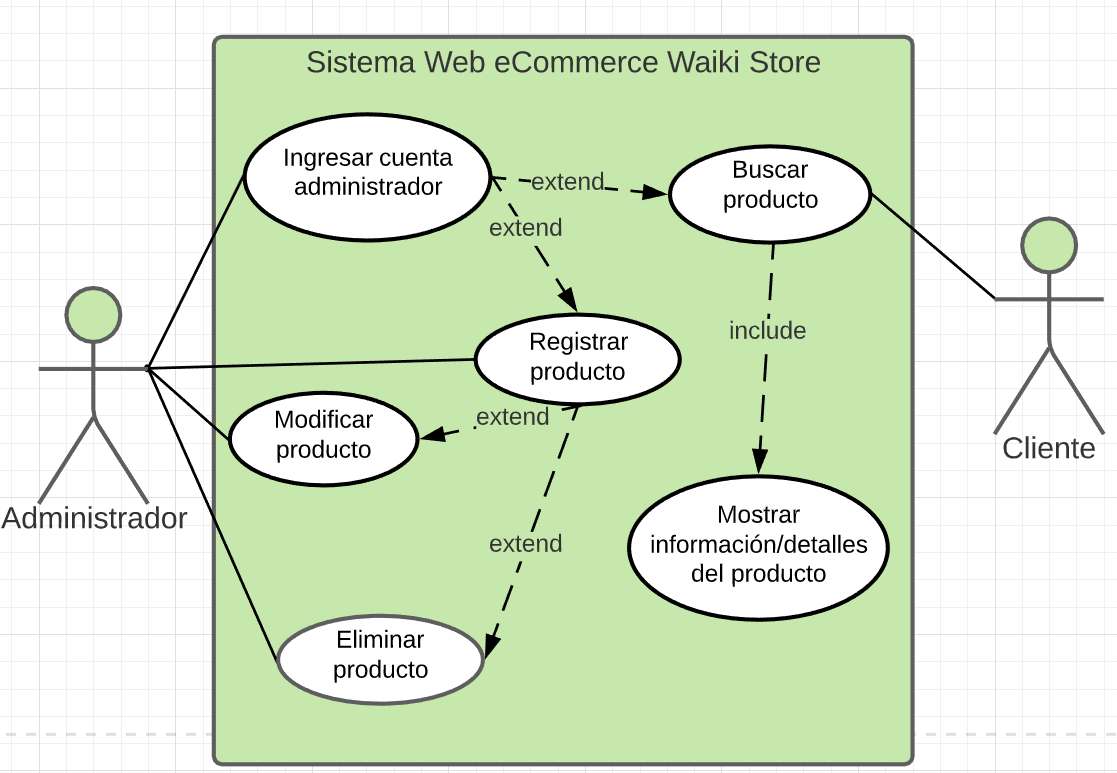 Sistema Web eCommerce Waiki Store
Ingresar cuenta
administrador
extend
Buscar
producto
extend
include
Registrar
producto
extend
Modificar
producto
Cliente
Administrador
Mostrar
información/detalles
del producto
extend
Eliminar
producto